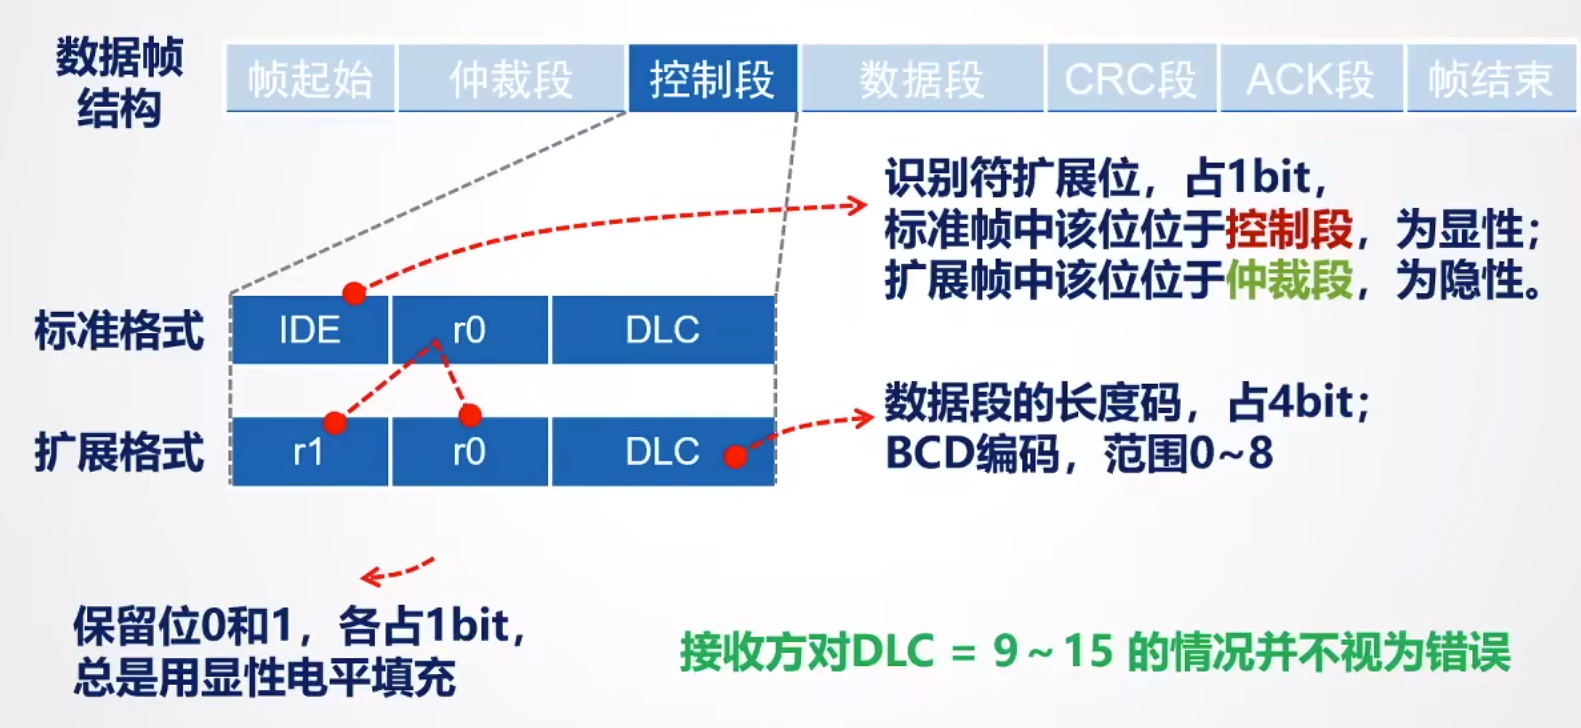 数据帧
结构
帧起始 仲裁段 控制段 数据段 CRC段 ACK段 帧结束
识别符扩展位，占1bit，
标准帧中该位位于控制段，为显性；
扩展帧中该位位于仲裁段，为隐性。
标准格式 IDE r0 DLC
扩展格式 r1 r0 DLC
数据段的长度码，占4bit；
BCD编码，范围0~8
保留位0和1，各占1bit，
总是用显性电平填充
接收方对DLC = 9～15 的情况并不视为错误